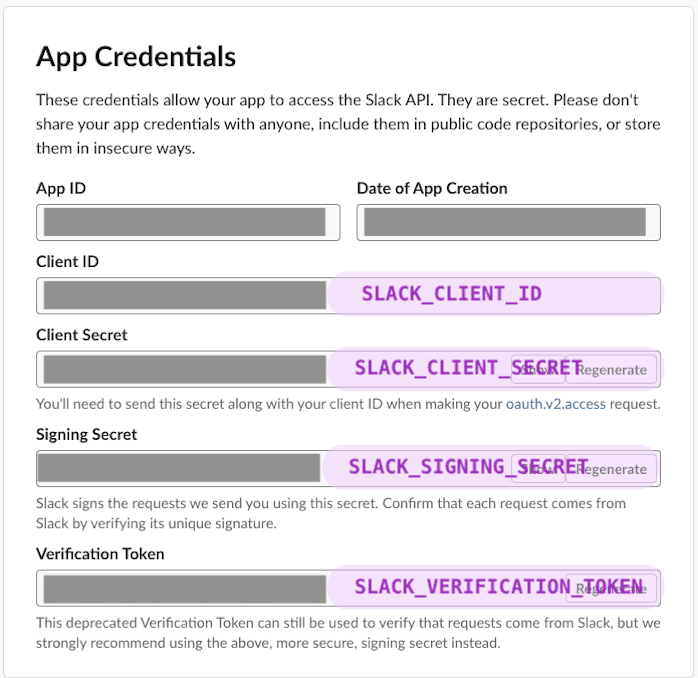 App Credentials
These credentials allow your app to access the Slack API. They are secret. Please don't
share your app credentials with anyone, include them in public code repositories, or store
them in insecure ways.
App ID
Date of App Creation
Client ID
SLACK_CLIENT_ID
Client Secret
SLACK_CLIENT_SECRET
Show
Regenerate
You'll need to send this secret along with your client ID when making your oauth.v2.access request.
Signing Secret
SLACK_SIGNING_SECRET
Show
Regenerate
Slack signs the requests we send you using this secret. Confirm that each request comes from
Slack by verifying its unique signature.
Verification Token
SLACK_VERIFICATION_TOKEN
Regenerate
This deprecated Verification Token can still be used to verify that requests come from Slack, but we
strongly recommend using the above, more secure, signing secret instead.